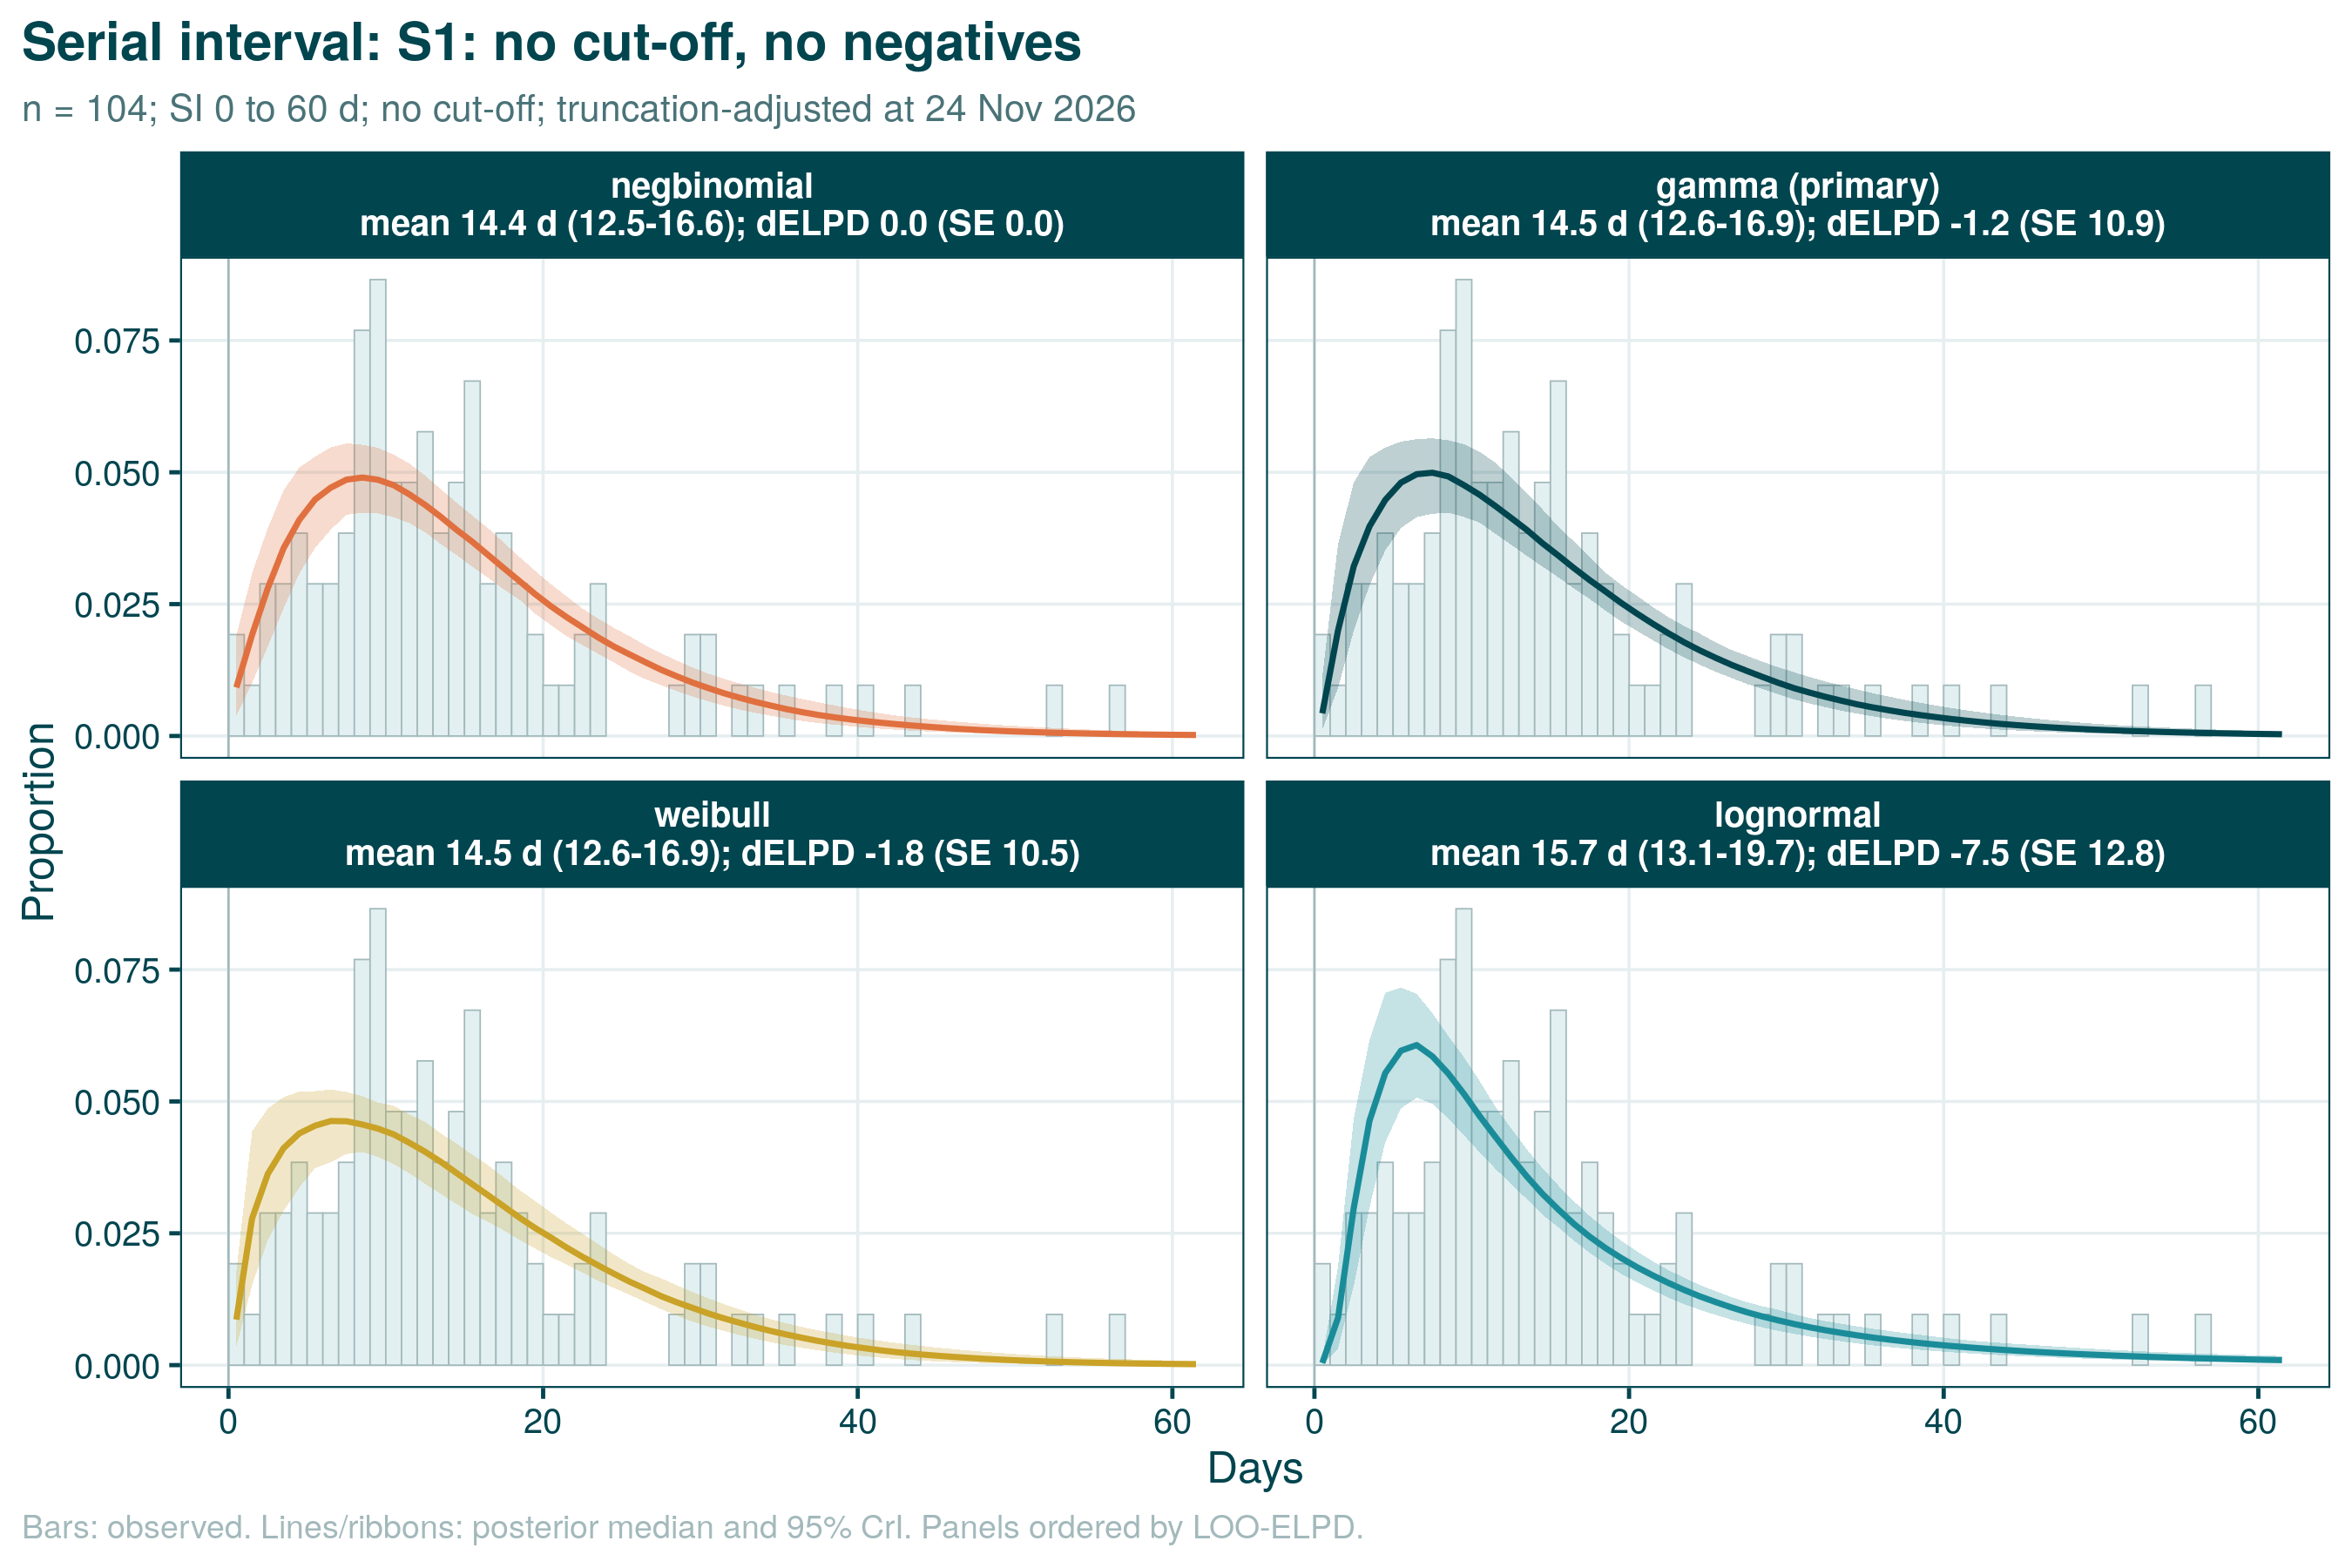 Serial interval: S1: no cut-off, no negatives
n = 104; SI 0 to 60 d; no cut-off; truncation-adjusted at 24 Nov 2026
negbinomial
mean 14.4 d (12.5-16.6); dELPD 0.0 (SE 0.0)
gamma (primary)
mean 14.5 d (12.6-16.9); dELPD -1.2 (SE 10.9)
0.075
0.050
0.025
0.000
weibull
mean 14.5 d (12.6-16.9); dELPD -1.8 (SE 10.5)
lognormal
mean 15.7 d (13.1-19.7); dELPD -7.5 (SE 12.8)
Proportion
0.075
0.050
0.025
0.000
0 20 40 60
0 20 40 60
Days
Bars: observed. Lines/ribbons: posterior median and 95% CrI. Panels ordered by LOO-ELPD.